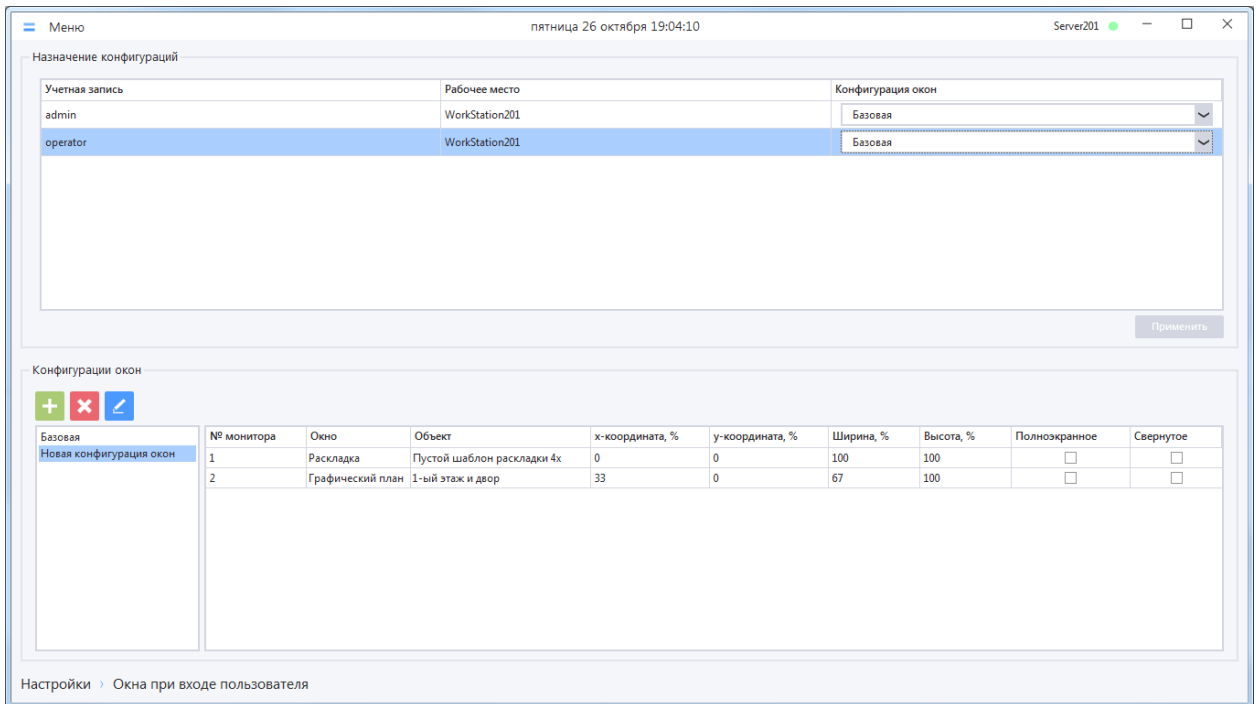 Меню пятница 26 октября 19:04:10 Server201
Назначение конфигураций
Учетная запись Рабочее место Конфигурация окон
admin WorkStation201 Базовая
operator WorkStation201 Базовая
Применить
Конфигурации окон
Базовая
Новая конфигурация окон
№ монитора Окно Объект x-координата, % y-координата, % Ширина, % Высота, % Полноэкранное Свернутое
1 Раскладка Пустой шаблон раскладки 4x 0 0 100 100
2 Графический план 1-ый этаж и двор 33 0 67 100
Настройки › Окна при входе пользователя